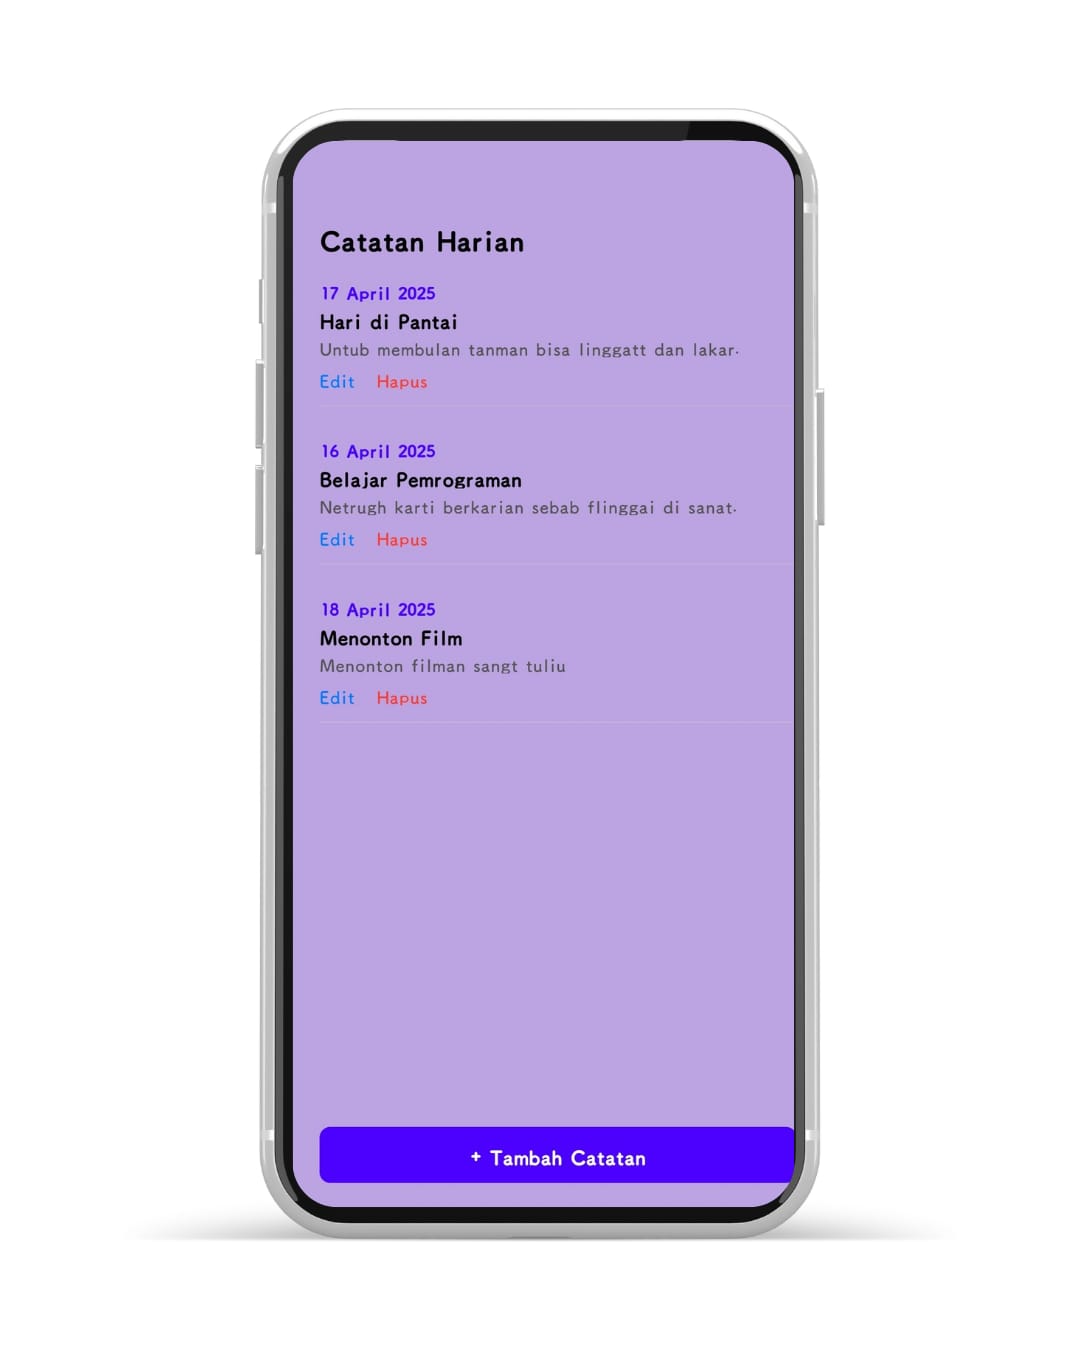 Catatan Harian
17 April 2025
Hari di Pantai
Untub membulan tanman bisa linggatt dan lakar.
Edit Hapus
16 April 2025
Belajar Pemrograman
Netrugh karti berkarian sebab flinggai di sanat.
Edit Hapus
18 April 2025
Menonton Film
Menonton filman sangt tuliu
Edit Hapus
+ Tambah Catatan